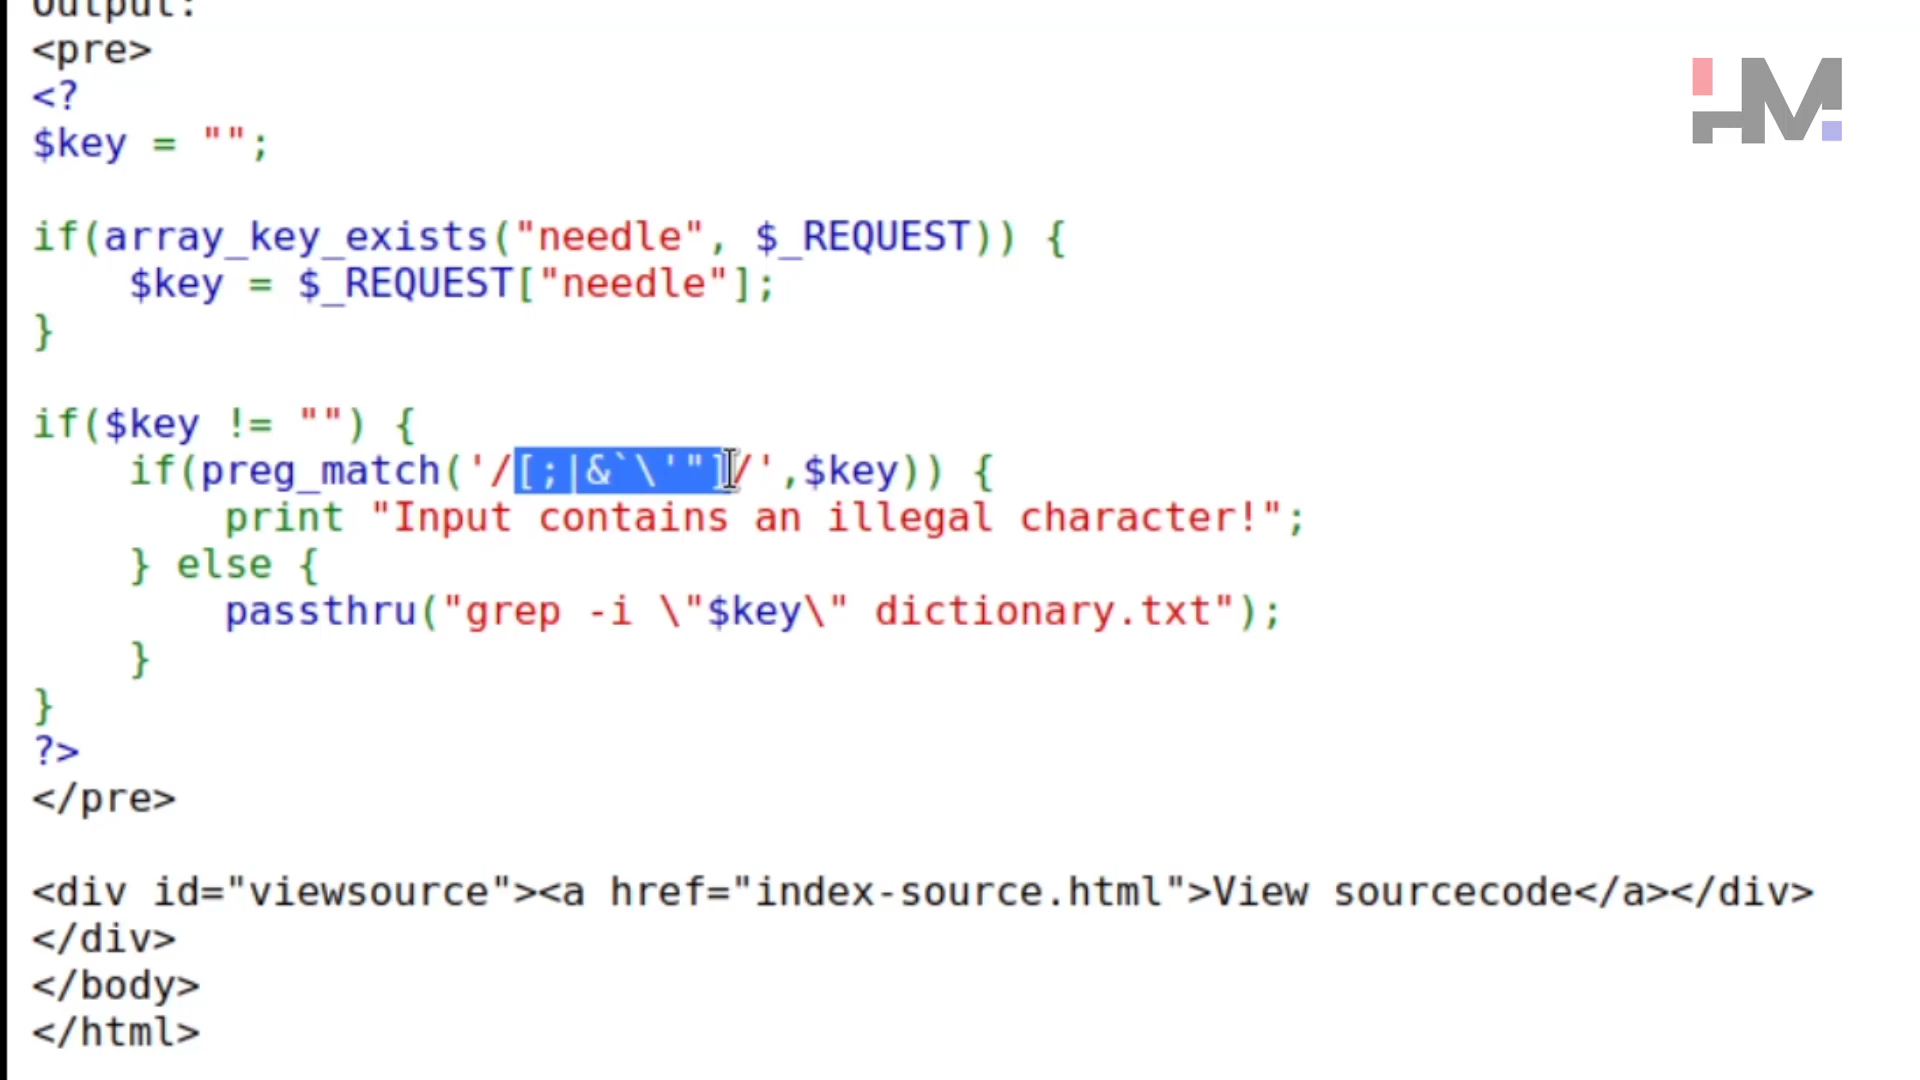 Output:
<pre>
<?
$key = "";
if(array_key_exists("needle", $_REQUEST)) {
    $key = $_REQUEST["needle"];
}
if($key != "") {
    if(preg_match('/[;|&`\'"]/',$key)) {
        print "Input contains an illegal character!";
    } else {
        passthru("grep -i \"$key\" dictionary.txt");
    }
}
?>
</pre>
<div id="viewsource"><a href="index-source.html">View sourcecode</a></div>
</div>
</body>
</html>
HM